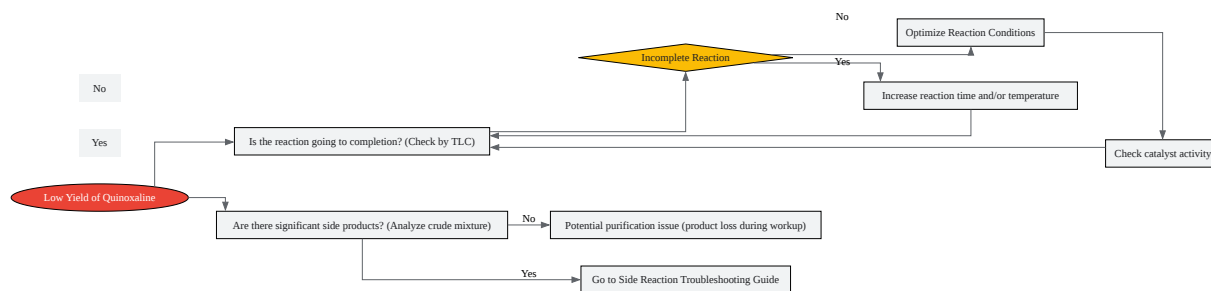 No
Optimize Reaction Conditions
Incomplete Reaction
Yes
Increase reaction time and/or temperature
No
Yes
Is the reaction going to completion? (Check by TLC)
Check catalyst activity
Low Yield of Quinoxaline
Are there significant side products? (Analyze crude mixture)
No
Potential purification issue (product loss during workup)
Yes
Go to Side Reaction Troubleshooting Guide